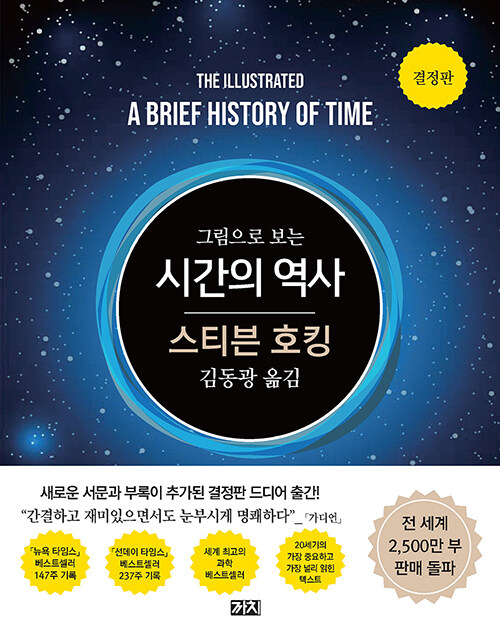 THE ILLUSTRATED
A BRIEF HISTORY OF TIME
결정판
그림으로 보는
시간의 역사
스티븐 호킹
김동광 옮김
새로운 서문과 부록이 추가된 결정판 드디어 출간!
“간결하고 재미있으면서도 눈부시게 명쾌하다”_「가디언」
「뉴욕 타임스」
베스트셀러
147주 기록
「선데이 타임스」
베스트셀러
237주 기록
세계 최고의
과학
베스트셀러
20세기의
가장 중요하고
가장 널리 읽힌
텍스트
전 세계
2,500만 부
판매 돌파
까치